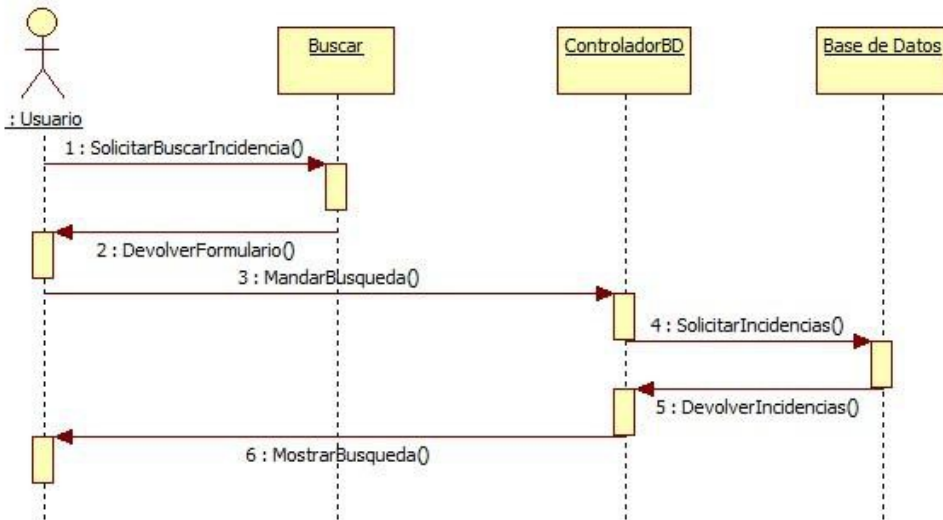 Buscar
ControladorBD
Base de Datos
: Usuario
1 : SolicitarBuscarIncidencia()
2 : DevolverFormulario()
3 : MandarBusqueda()
4 : SolicitarIncidencias()
5 : DevolverIncidencias()
6 : MostrarBusqueda()